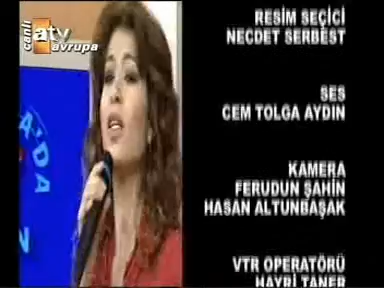 canlı
atv
avrupa
A'DA
N
RESİM SEÇİCİ
NECDET SERBEST
SES
CEM TOLGA AYDIN
KAMERA
FERUDUN ŞAHİN
HASAN ALTUNBAŞAK
VTR OPERATÖRÜ
HAYRİ TANER